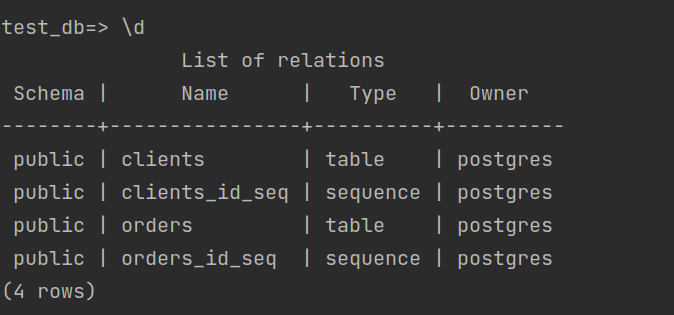 test_db=> \d
                List of relations
 Schema |      Name      |   Type   |  Owner
--------+----------------+----------+----------
 public | clients        | table    | postgres
 public | clients_id_seq | sequence | postgres
 public | orders         | table    | postgres
 public | orders_id_seq  | sequence | postgres
(4 rows)